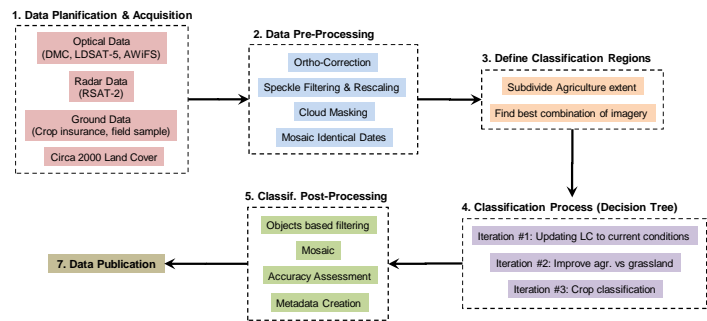 1. Data Planification & Acquisition
Optical Data
(DMC, LDSAT-5, AWiFS)
Radar Data
(RSAT-2)
Ground Data
(Crop insurance, field sample)
Circa 2000 Land Cover
2. Data Pre-Processing
Ortho-Correction
Speckle Filtering & Rescaling
Cloud Masking
Mosaic Identical Dates
3. Define Classification Regions
Subdivide Agriculture extent
Find best combination of imagery
4. Classification Process (Decision Tree)
Iteration #1: Updating LC to current conditions
Iteration #2: Improve agr. vs grassland
Iteration #3: Crop classification
5. Classif. Post-Processing
Objects based filtering
Mosaic
Accuracy Assessment
Metadata Creation
7. Data Publication